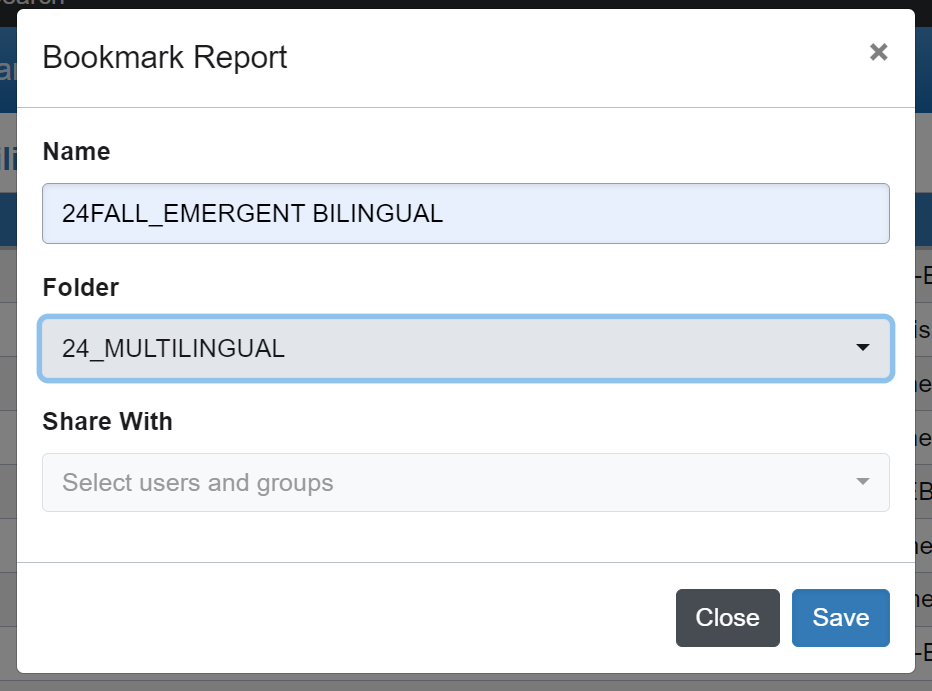 Bookmark Report
×
Name
24FALL_EMERGENT BILINGUAL
Folder
24_MULTILINGUAL
Share With
Select users and groups
Close
Save